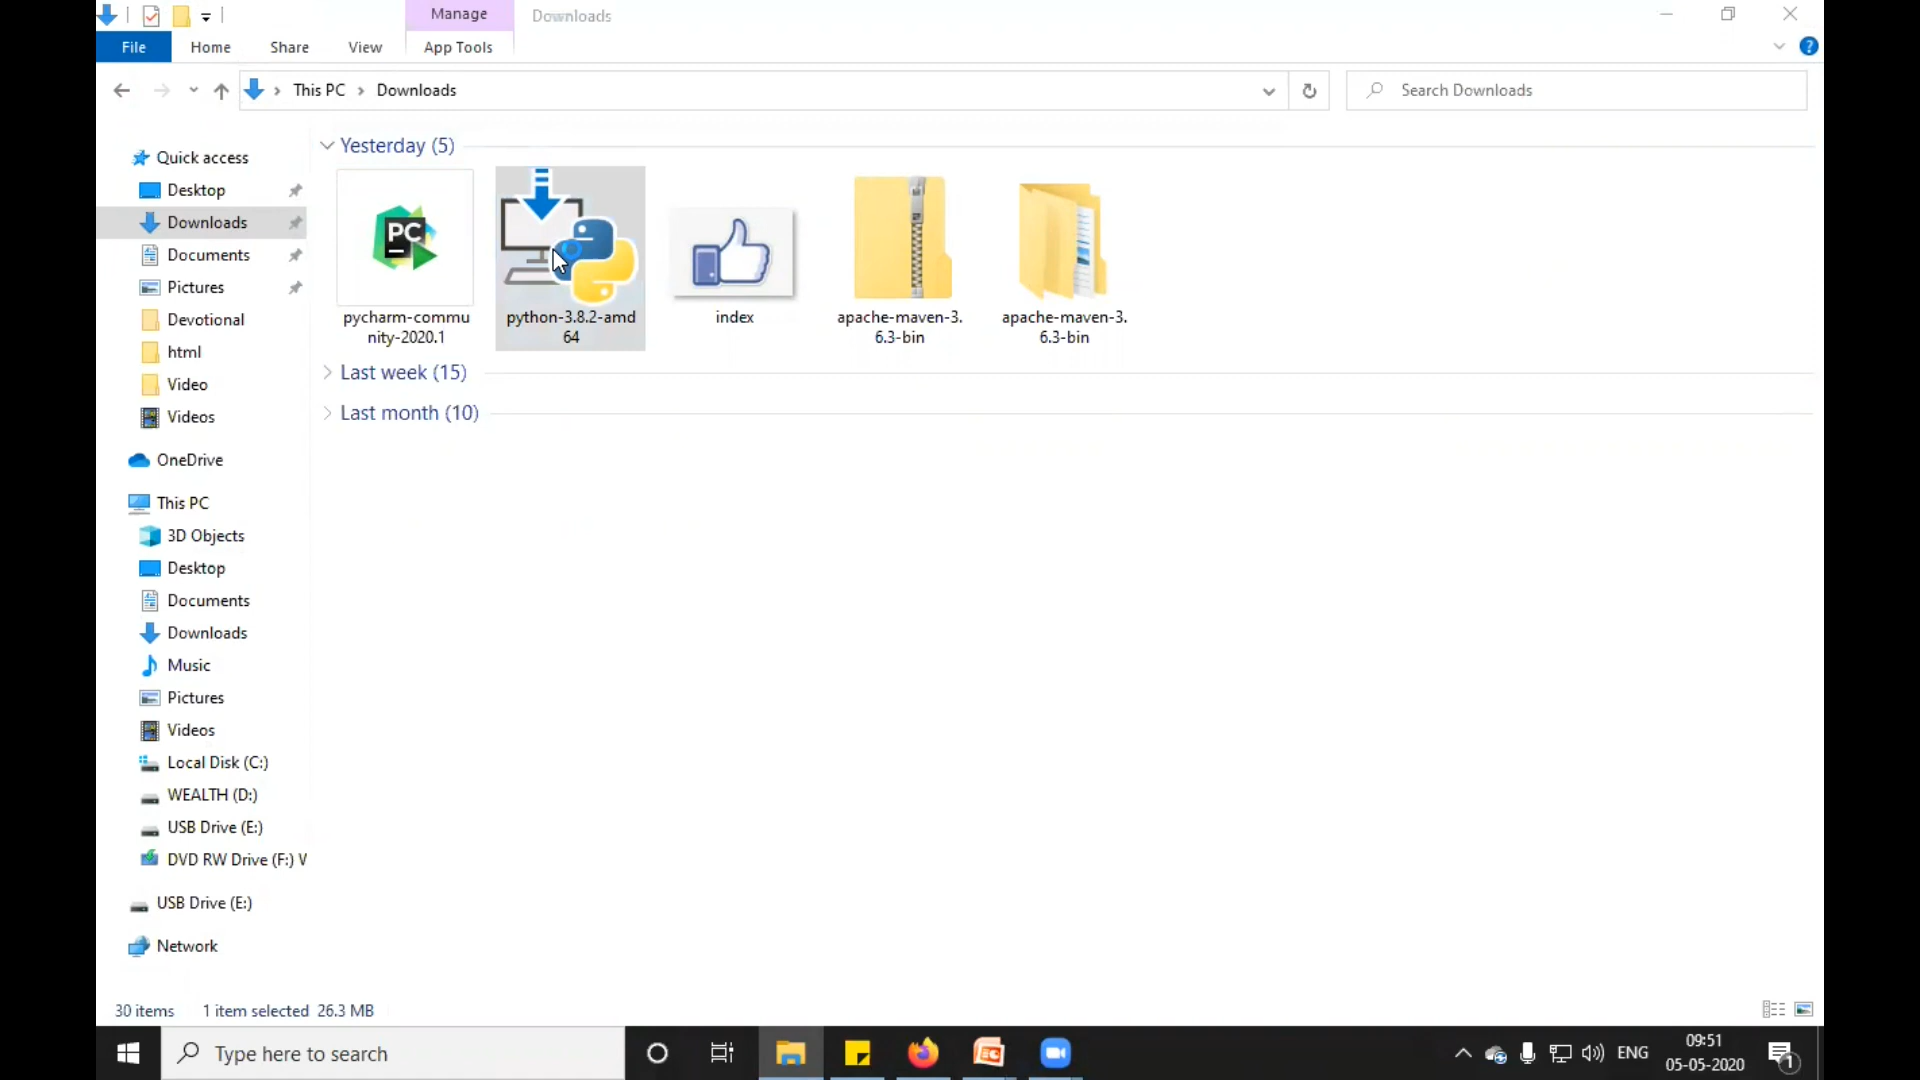 Manage
Downloads
File
Home
Share
View
App Tools
This PC
Downloads
Search Downloads
Quick access
Desktop
Downloads
Documents
Pictures
Devotional
html
Video
Videos
OneDrive
This PC
3D Objects
Desktop
Documents
Downloads
Music
Pictures
Videos
Local Disk (C:)
WEALTH (D:)
USB Drive (E:)
DVD RW Drive (F:) V
USB Drive (E:)
Network
Yesterday (5)
PC
pycharm-commu
nity-2020.1
python-3.8.2-amd
64
index
apache-maven-3.
6.3-bin
apache-maven-3.
6.3-bin
Last week (15)
Last month (10)
30 items
1 item selected 26.3 MB
Type here to search
ENG
09:51
05-05-2020
1